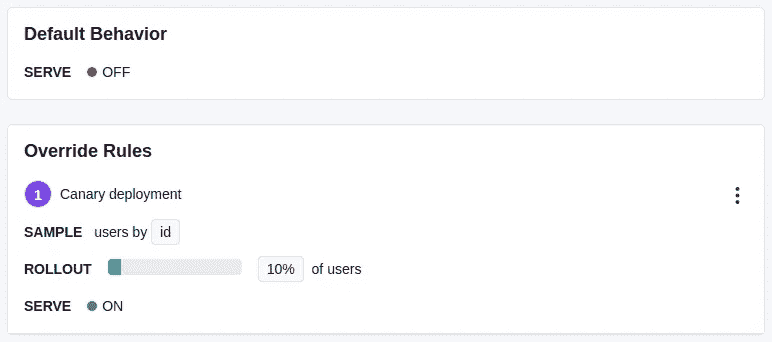 Default Behavior
SERVE OFF
Override Rules
1 Canary deployment
SAMPLE users by id
ROLLOUT 10% of users
SERVE ON